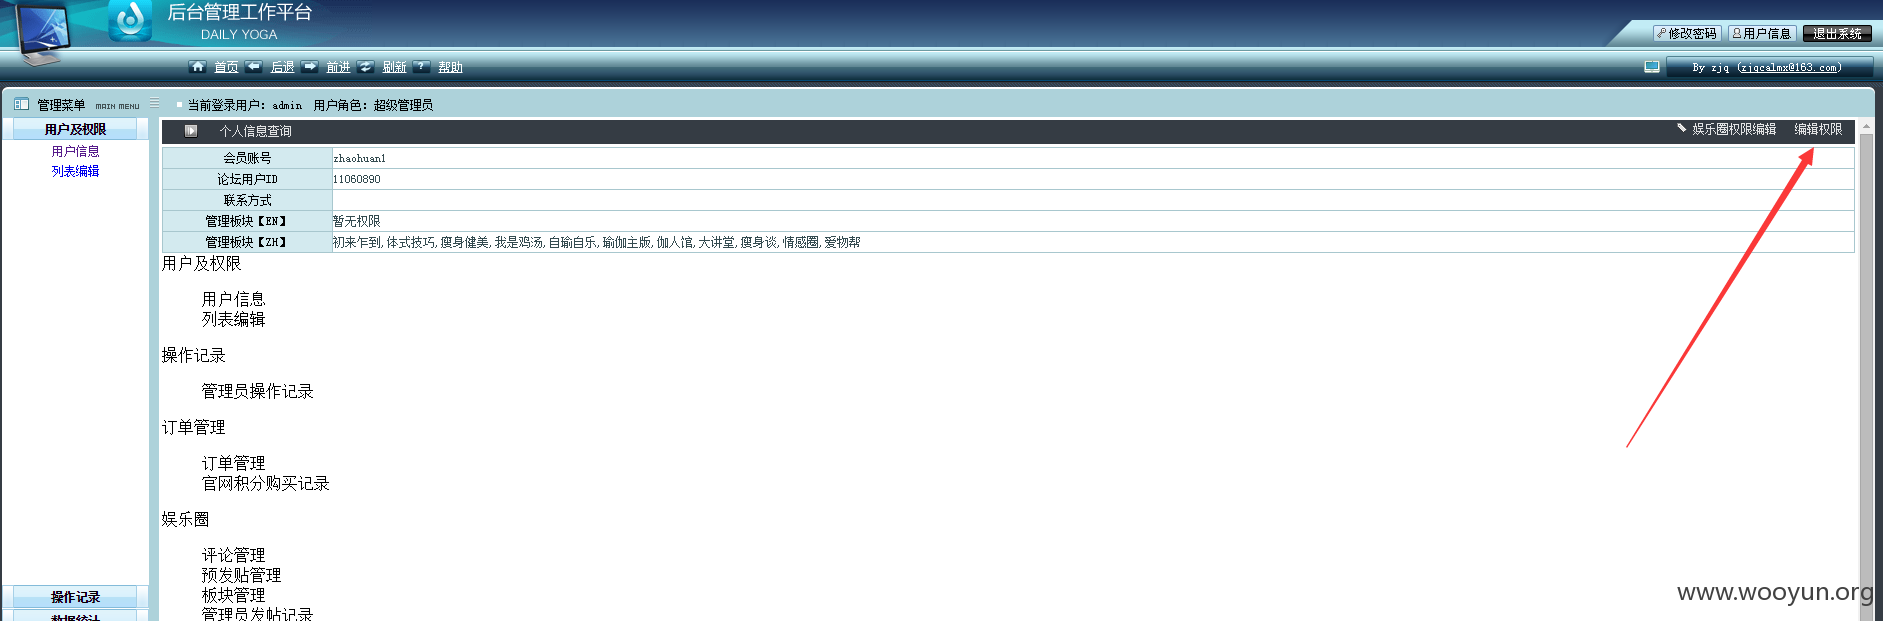 后台管理工作平台
DAILY YOGA
修改密码 用户信息 退出系统
首页 后退 前进 刷新 帮助
By zjq (zjqcalmx@163.com)
管理菜单 MAIN MENU
当前登录用户：admin 用户角色：超级管理员
用户及权限
用户信息
列表编辑
操作记录
数据统计
个人信息查询 娱乐圈权限编辑 编辑权限
会员账号 zhaohuan1
论坛用户ID 11060890
联系方式
管理板块【EN】 暂无权限
管理板块【ZH】 初来乍到,体式技巧,瘦身健美,我是鸡汤,自瑜自乐,瑜伽主版,伽人馆,大讲堂,瘦身谈,情感圈,爱物帮
用户及权限
用户信息
列表编辑
操作记录
管理员操作记录
订单管理
订单管理
官网积分购买记录
娱乐圈
评论管理
预发贴管理
板块管理
管理员发帖记录
www.wooyun.org